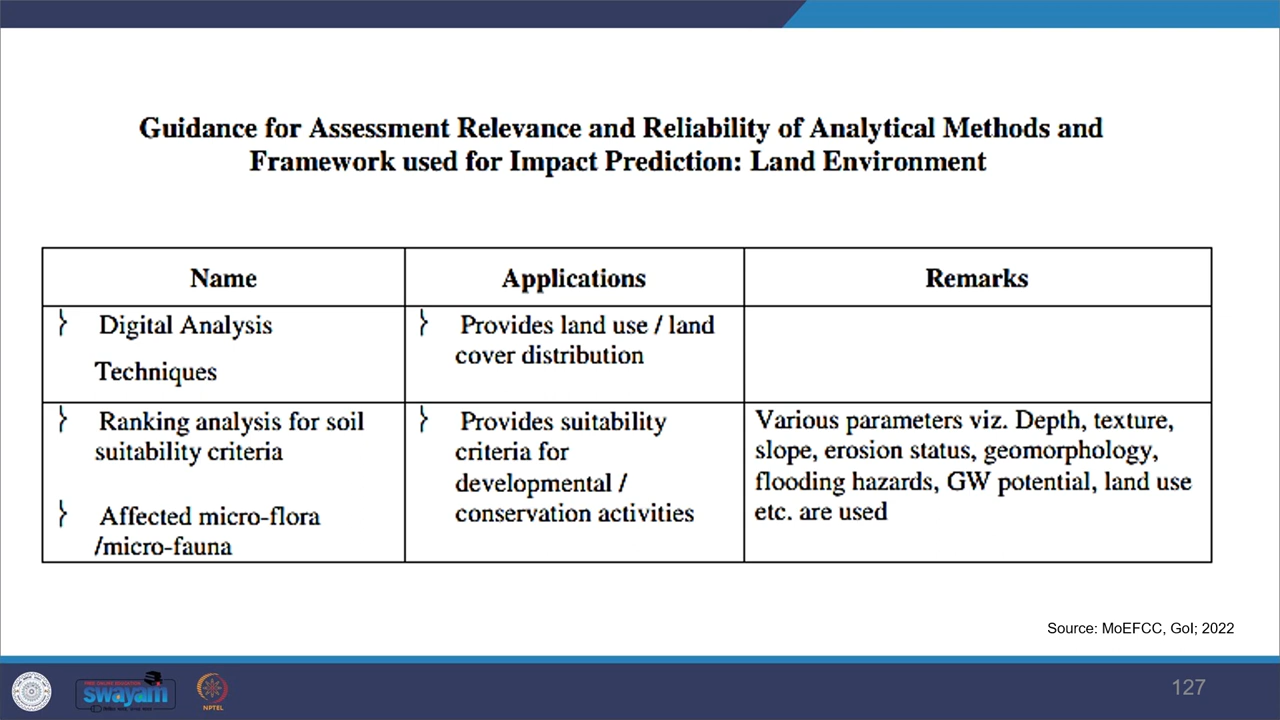 Guidance for Assessment Relevance and Reliability of Analytical Methods and
Framework used for Impact Prediction: Land Environment
Name
Applications
Remarks
Digital Analysis
Techniques
Provides land use / land
cover distribution
Ranking analysis for soil
suitability criteria
Affected micro-flora
/micro-fauna
Provides suitability
criteria for
developmental /
conservation activities
Various parameters viz. Depth, texture,
slope, erosion status, geomorphology,
flooding hazards, GW potential, land use
etc. are used
Source: MoEFCC, GoI; 2022
swayam
NPTEL
127